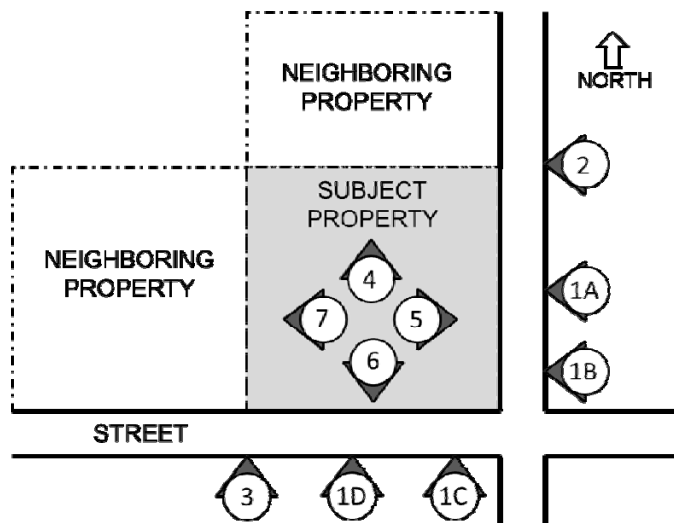 NEIGHBORING
PROPERTY
NORTH
2
SUBJECT
PROPERTY
NEIGHBORING
PROPERTY
4
1A
7
5
6
1B
STREET
3
1D
1C